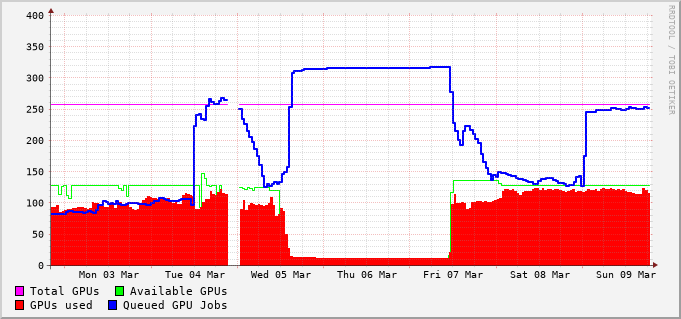 400
350
300
250
200
150
100
50
0
Mon 03 Mar Tue 04 Mar Wed 05 Mar Thu 06 Mar Fri 07 Mar Sat 08 Mar Sun 09 Mar
Total GPUs Available GPUs
GPUs used Queued GPU Jobs
RRDTOOL / TOBI OETIKER